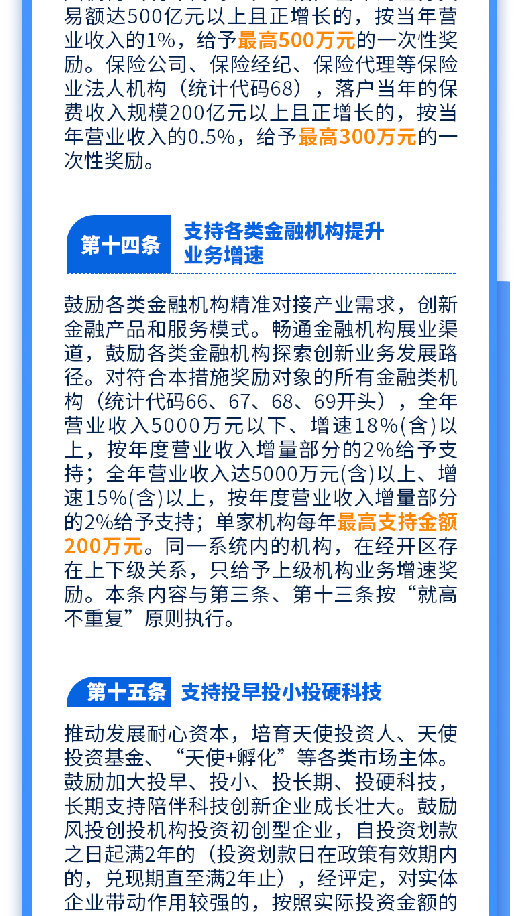 易额达500亿元以上且正增长的，按当年营
业收入的1%，给予最高500万元的一次性奖
励。保险公司、保险经纪、保险代理等保险
业法人机构（统计代码68），落户当年的保
费收入规模200亿元以上且正增长的，按当
年营业收入的0.5%，给予最高300万元的一
次性奖励。
第十四条
支持各类金融机构提升
业务增速
鼓励各类金融机构精准对接产业需求，创新
金融产品和服务模式。畅通金融机构展业渠
道，鼓励各类金融机构探索创新业务发展路
径。对符合本措施奖励对象的所有金融类机
构（统计代码66、67、68、69开头），全年
营业收入5000万元以下、增速18%(含)以
上，按年度营业收入增量部分的2%给予支
持；全年营业收入达5000万元(含)以上、增
速15%(含)以上，按年度营业收入增量部分
的2%给予支持；单家机构每年最高支持金额
200万元。同一系统内的机构，在经开区存
在上下级关系，只给予上级机构业务增速奖
励。本条内容与第三条、第十三条按“就高
不重复”原则执行。
第十五条 支持投早投小投硬科技
推动发展耐心资本，培育天使投资人、天使
投资基金、“天使+孵化”等各类市场主体。
鼓励加大投早、投小、投长期、投硬科技，
长期支持陪伴科技创新企业成长壮大。鼓励
风投创投机构投资初创型企业，自投资划款
之日起满2年的（投资划款日在政策有效期内
的，兑现期直至满2年止），经评定，对实体
企业带动作用较强的，按照实际投资金额的